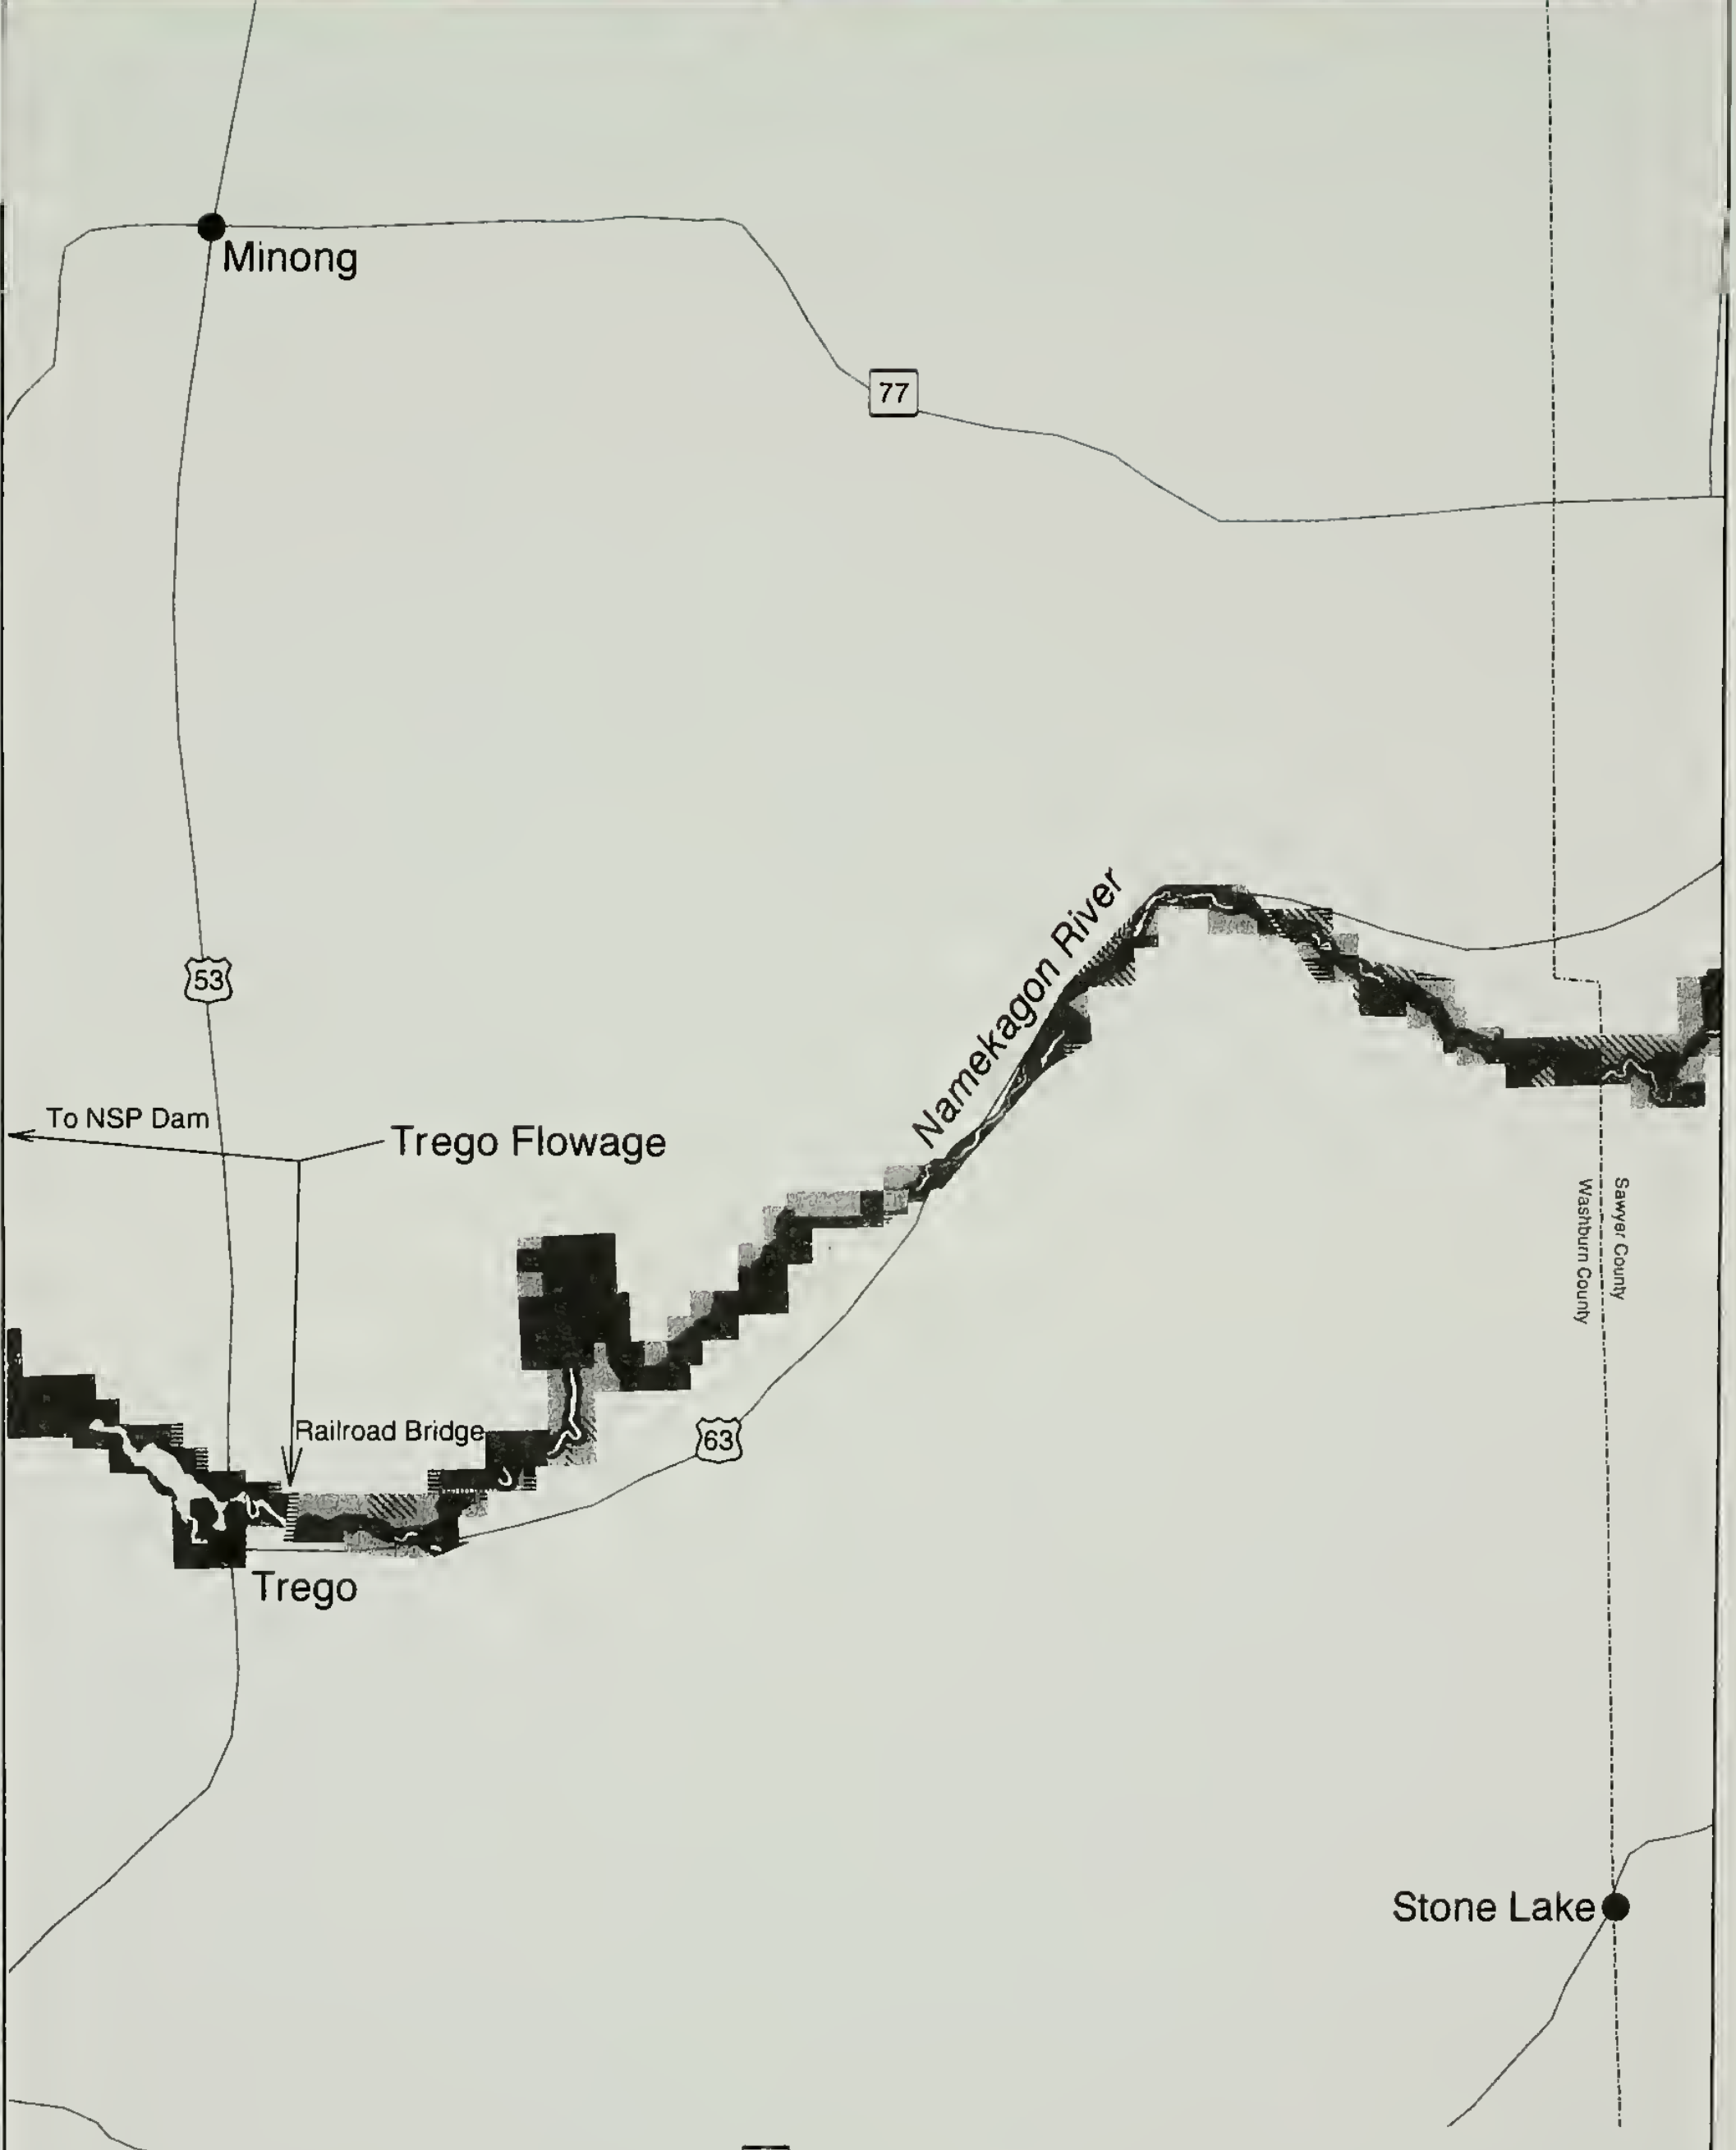 Minong
77
Namekagon River
53
To NSP Dam
Trego Flowage
Sawyer County
Washburn County
Railroad Bridge
63
Trego
Stone Lake